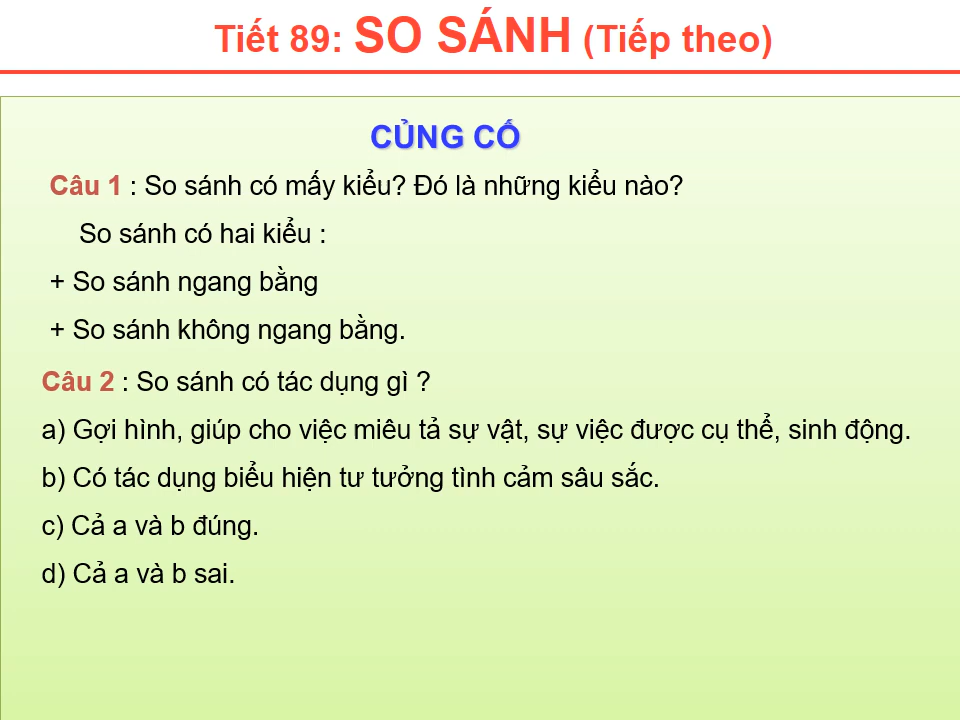 Tiết 89: SO SÁNH (Tiếp theo)
CỦNG CỐ
Câu 1 : So sánh có mấy kiểu? Đó là những kiểu nào?
So sánh có hai kiểu :
+ So sánh ngang bằng
+ So sánh không ngang bằng.
Câu 2 : So sánh có tác dụng gì ?
a) Gợi hình, giúp cho việc miêu tả sự vật, sự việc được cụ thể, sinh động.
b) Có tác dụng biểu hiện tư tưởng tình cảm sâu sắc.
c) Cả a và b đúng.
d) Cả a và b sai.